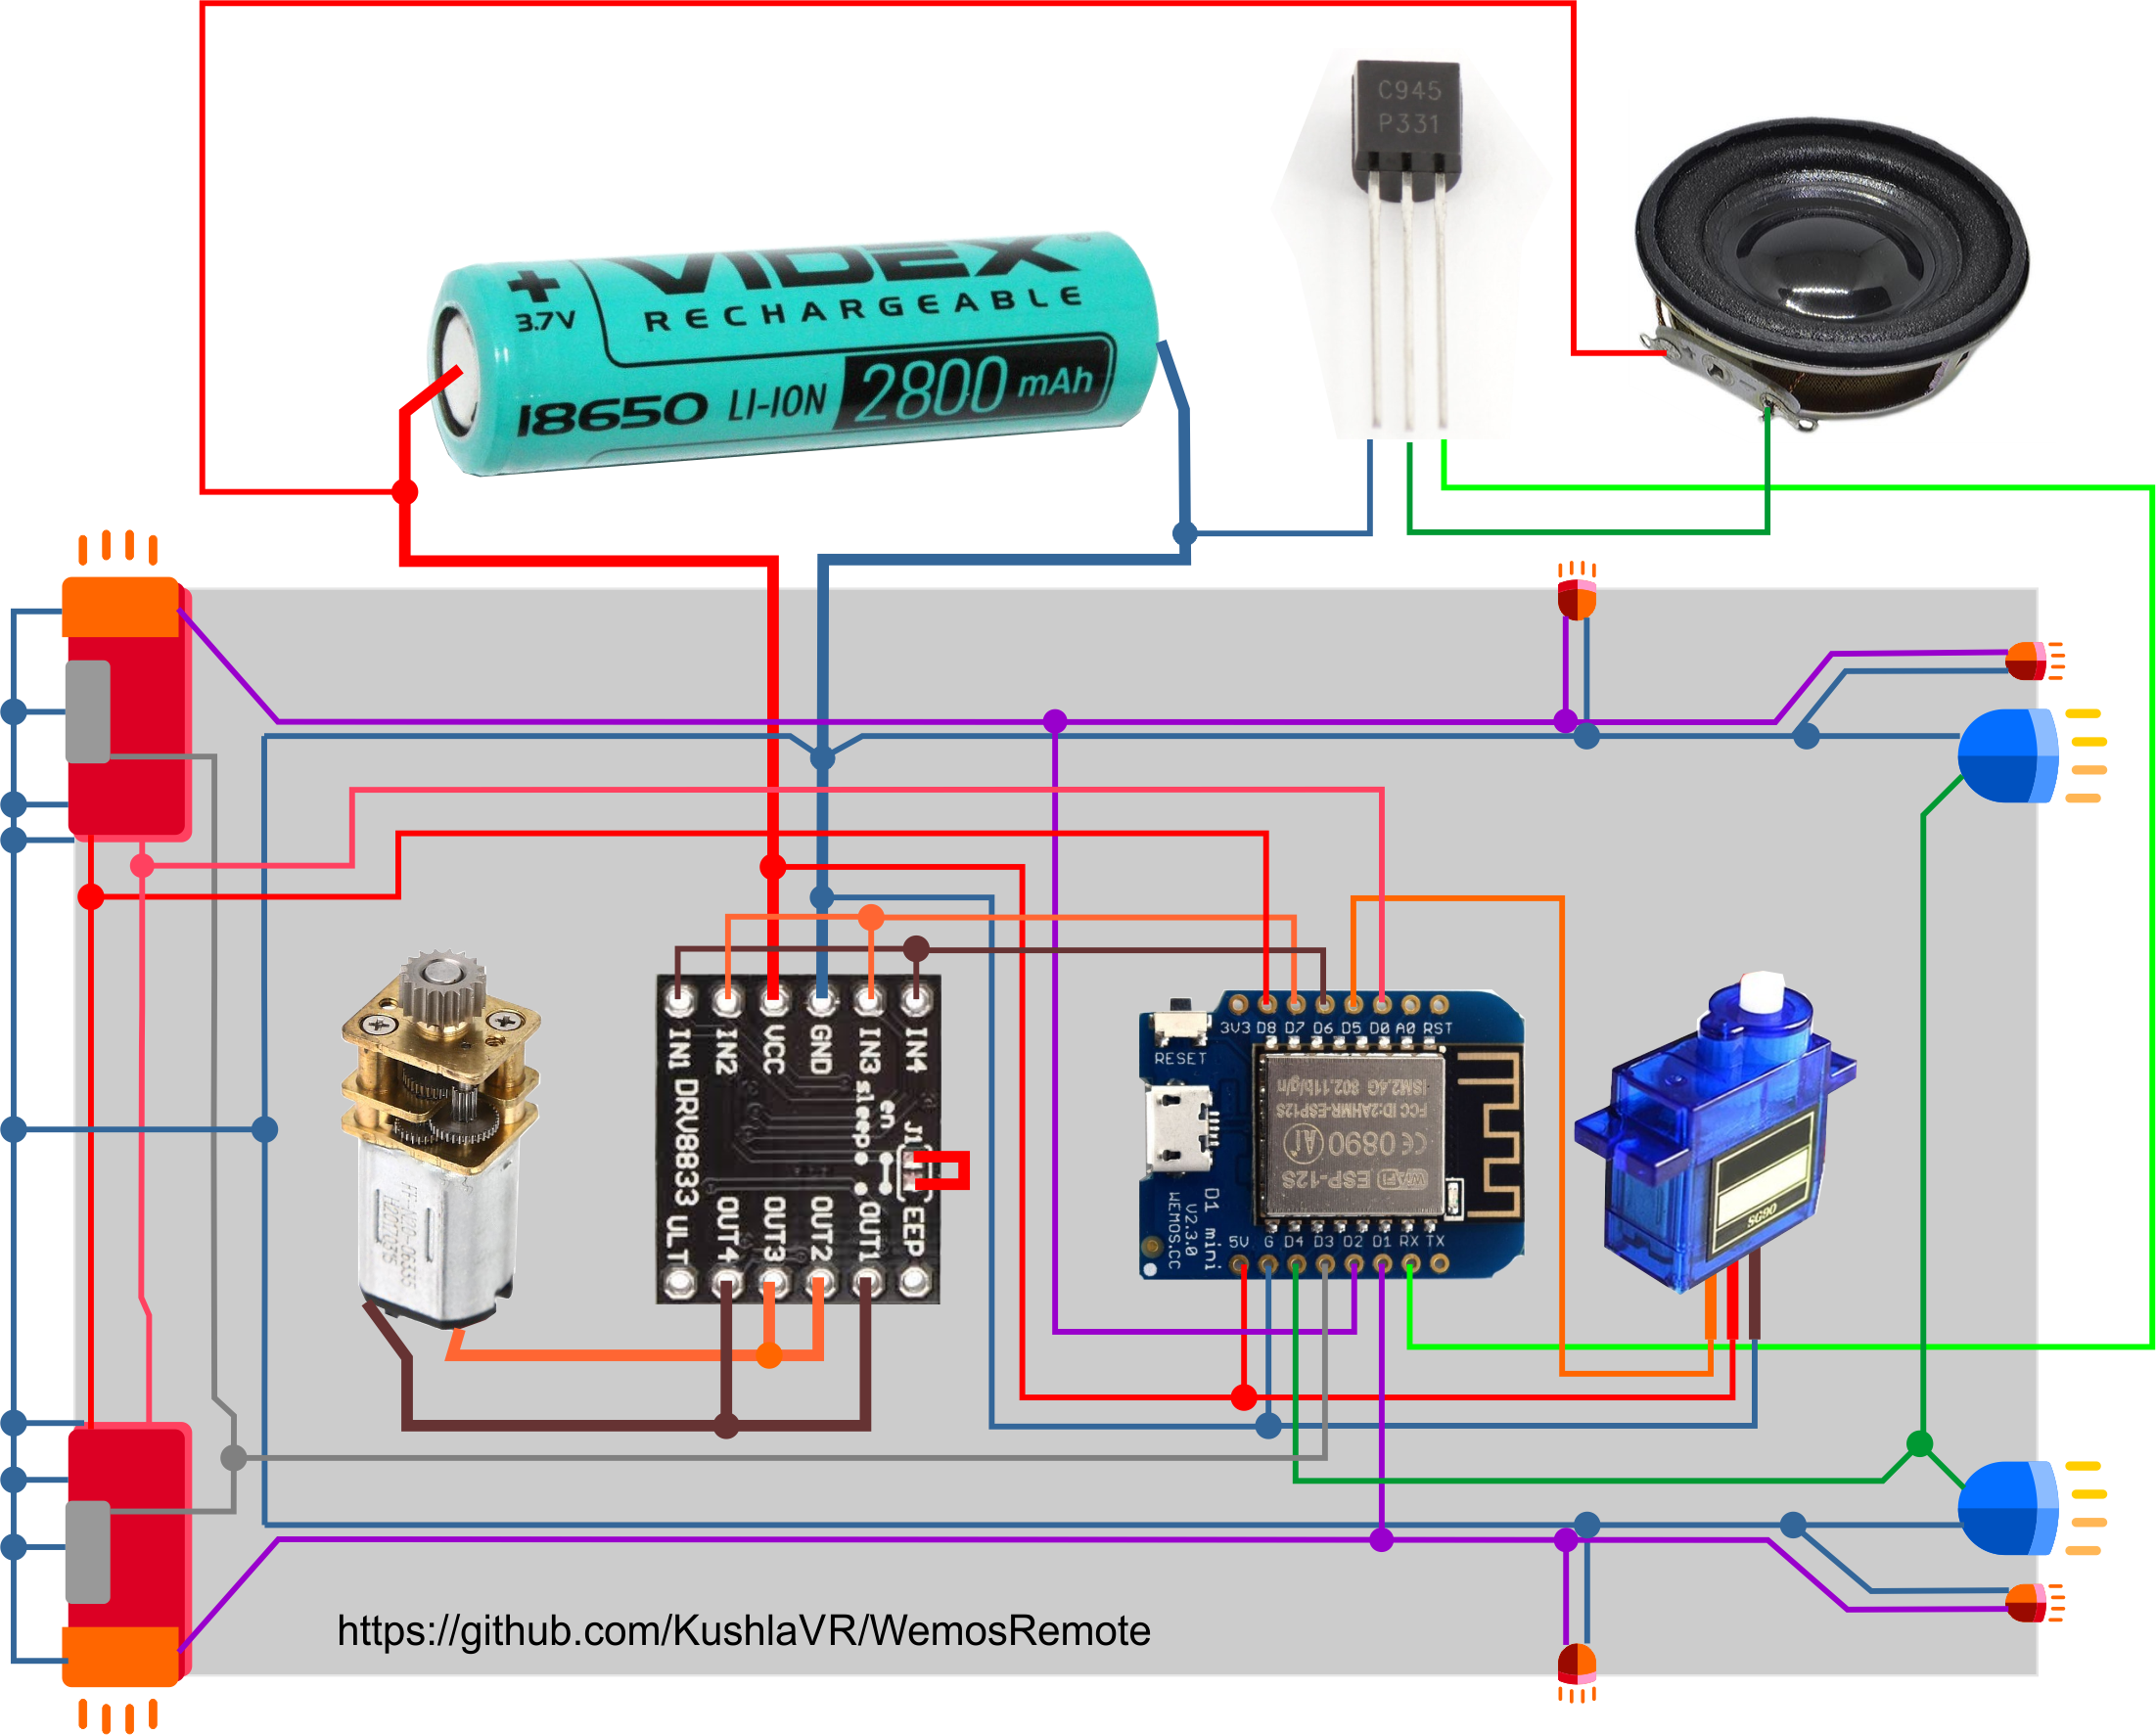 C945
P331
VIDEX
3.7V
RECHARGEABLE
18650 LI-ION 2800 mAh
IN1 IN2 VCC GND IN3 IN4
DRV8833 ULT
sleep
en
J1
EEP
OUT4 OUT3 OUT2 OUT1
3V3 D8 D7 D6 D5 D0 A0 RST
RESET
ISM2.4G 802.11b/g/n
FCC ID:2AHMR-ESP12S
Ai CE0890
WiFi ESP-12S
5V G D4 D3 D2 D1 RX TX
D1 mini
V2.3.0
WEMOS.CC
SG90
https://github.com/KushlaVR/WemosRemote